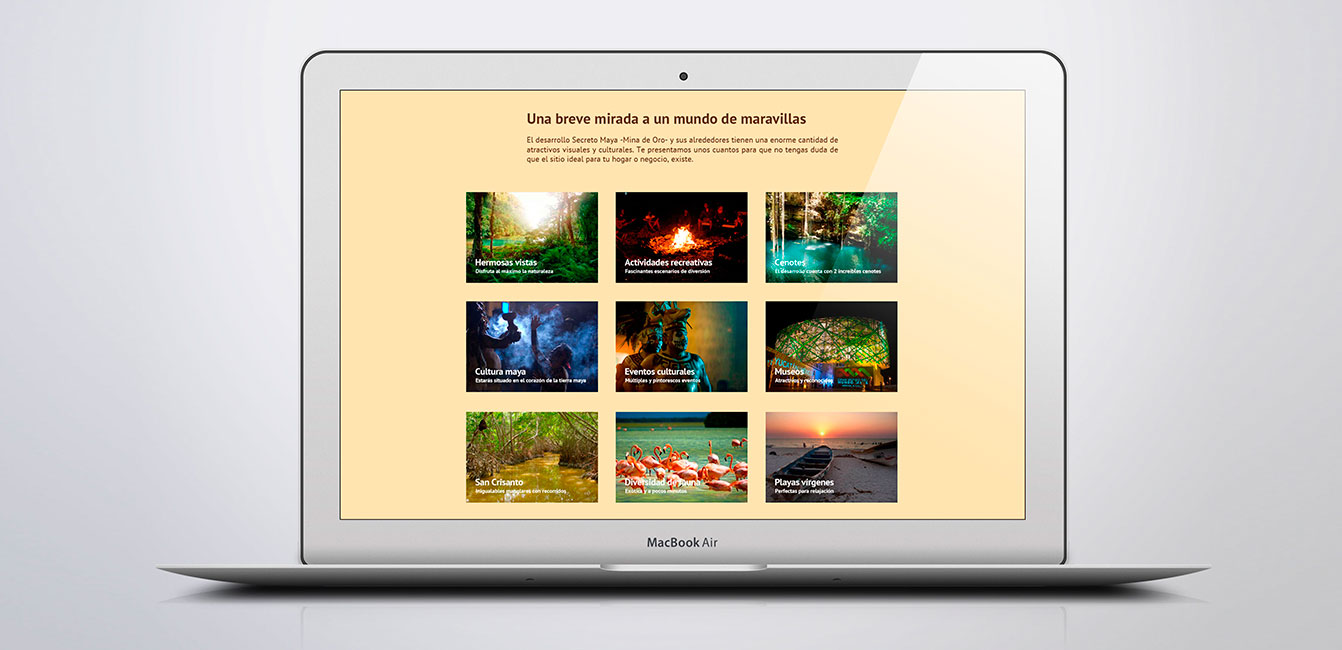 Una breve mirada a un mundo de maravillas
El desarrollo Secreto Maya -Mina de Oro- y sus alrededores tienen una enorme cantidad de
atractivos visuales y culturales. Te presentamos unos cuantos para que no tengas duda de
que el sitio ideal para tu hogar o negocio, existe.
Hermosas vistas
Disfruta al máximo la naturaleza
Actividades recreativas
Fascinantes escenarios de diversión
Cenotes
El desarrollo cuenta con 2 increíbles cenotes
Cultura maya
Estarás situado en el corazón de la tierra maya
Eventos culturales
Múltiples y pintorescos eventos
Museos
Atractivos y reconocidos
San Crisanto
Inigualables manglares con recorridos
Diversidad de fauna
Exótica y a pocos minutos
Playas vírgenes
Perfectas para relajación
MacBook Air